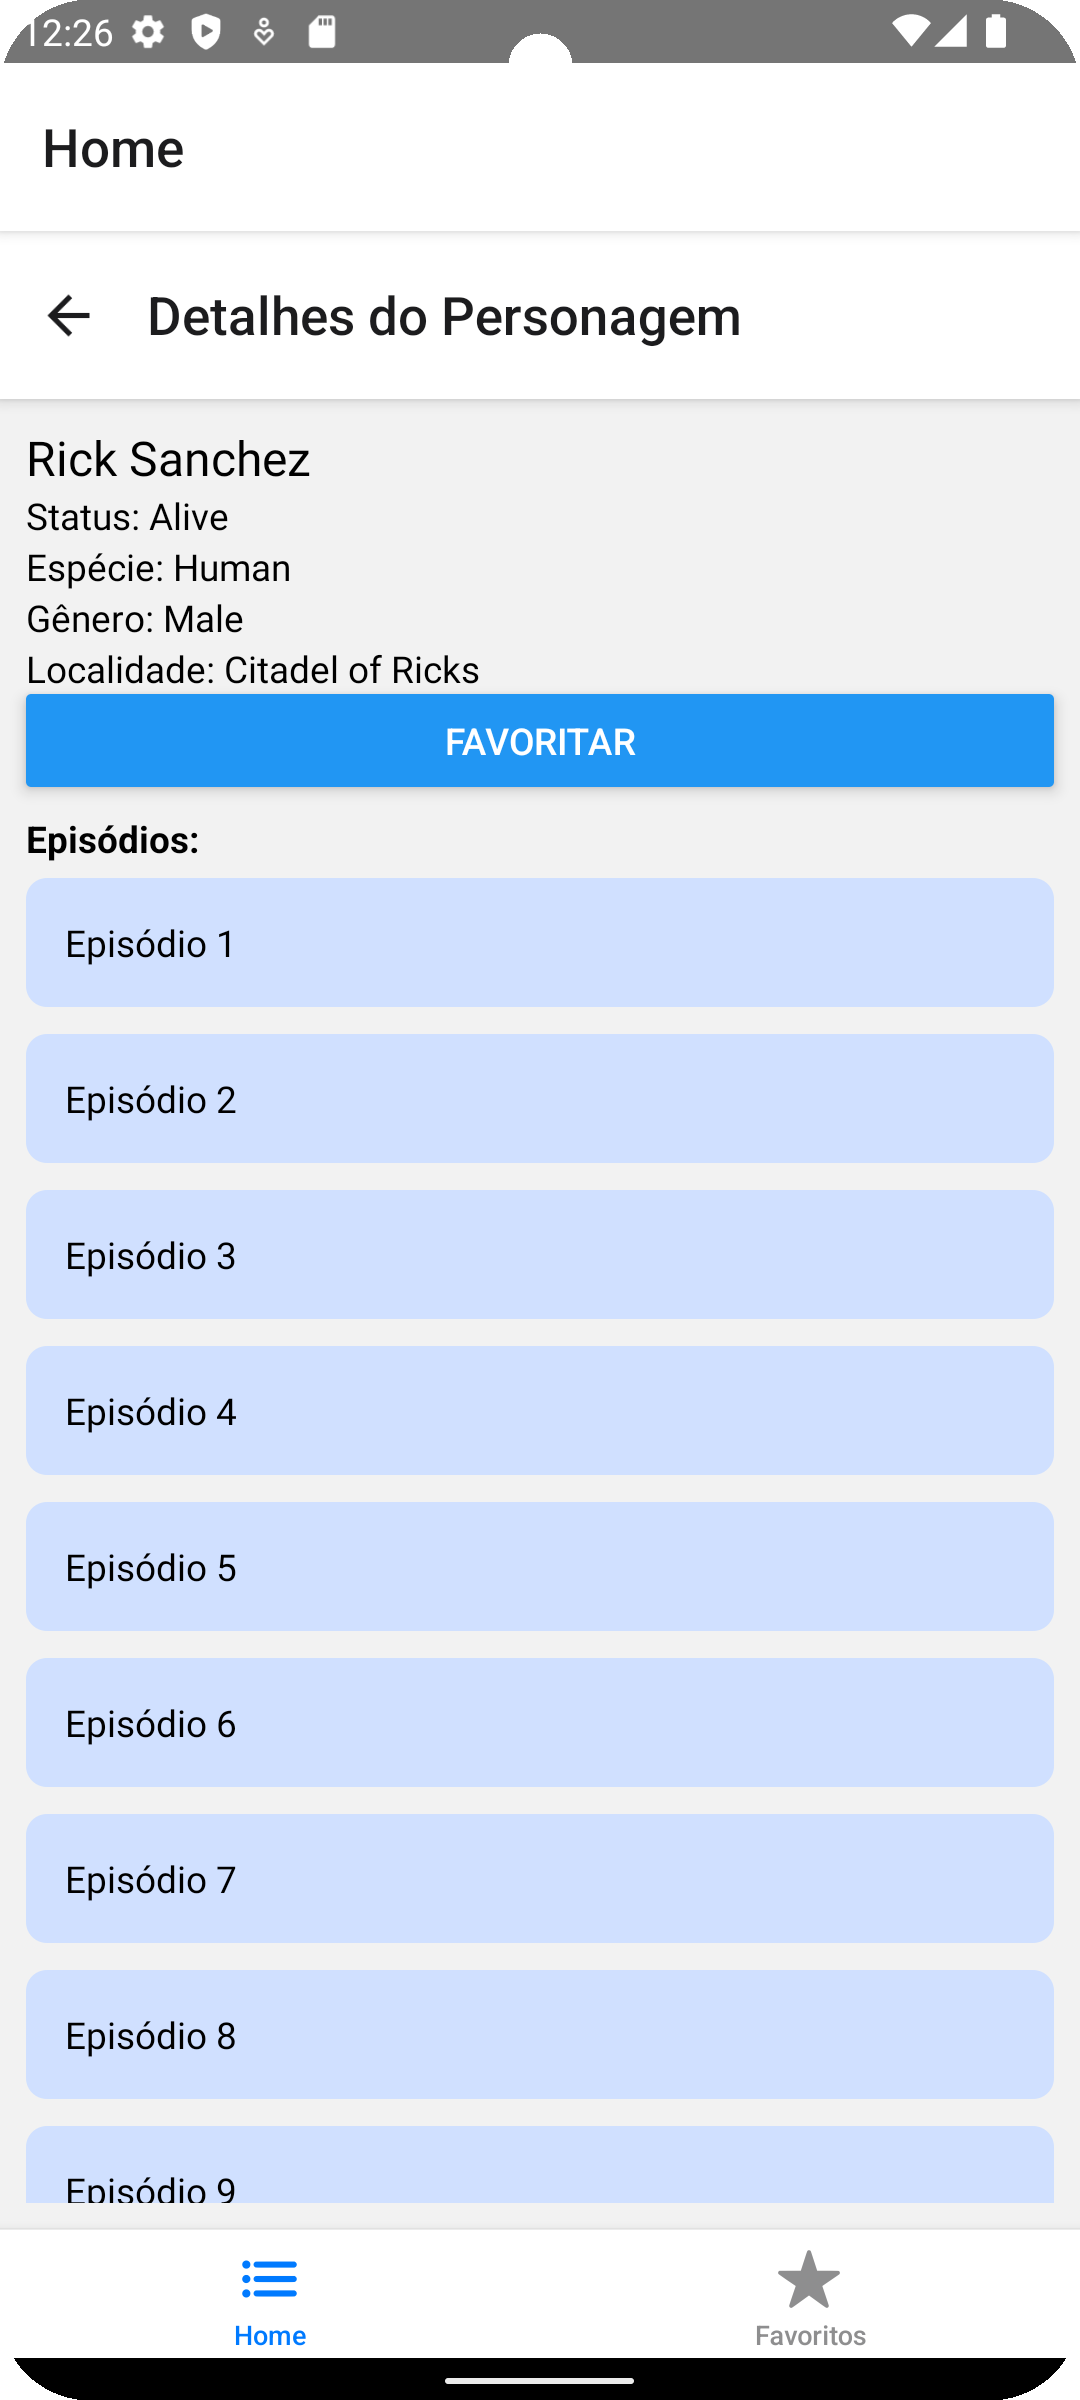 12:26
Home
Detalhes do Personagem
Rick Sanchez
Status: Alive
Espécie: Human
Gênero: Male
Localidade: Citadel of Ricks
FAVORITAR
Episódios:
Episódio 1
Episódio 2
Episódio 3
Episódio 4
Episódio 5
Episódio 6
Episódio 7
Episódio 8
Episódio 9
Home
Favoritos